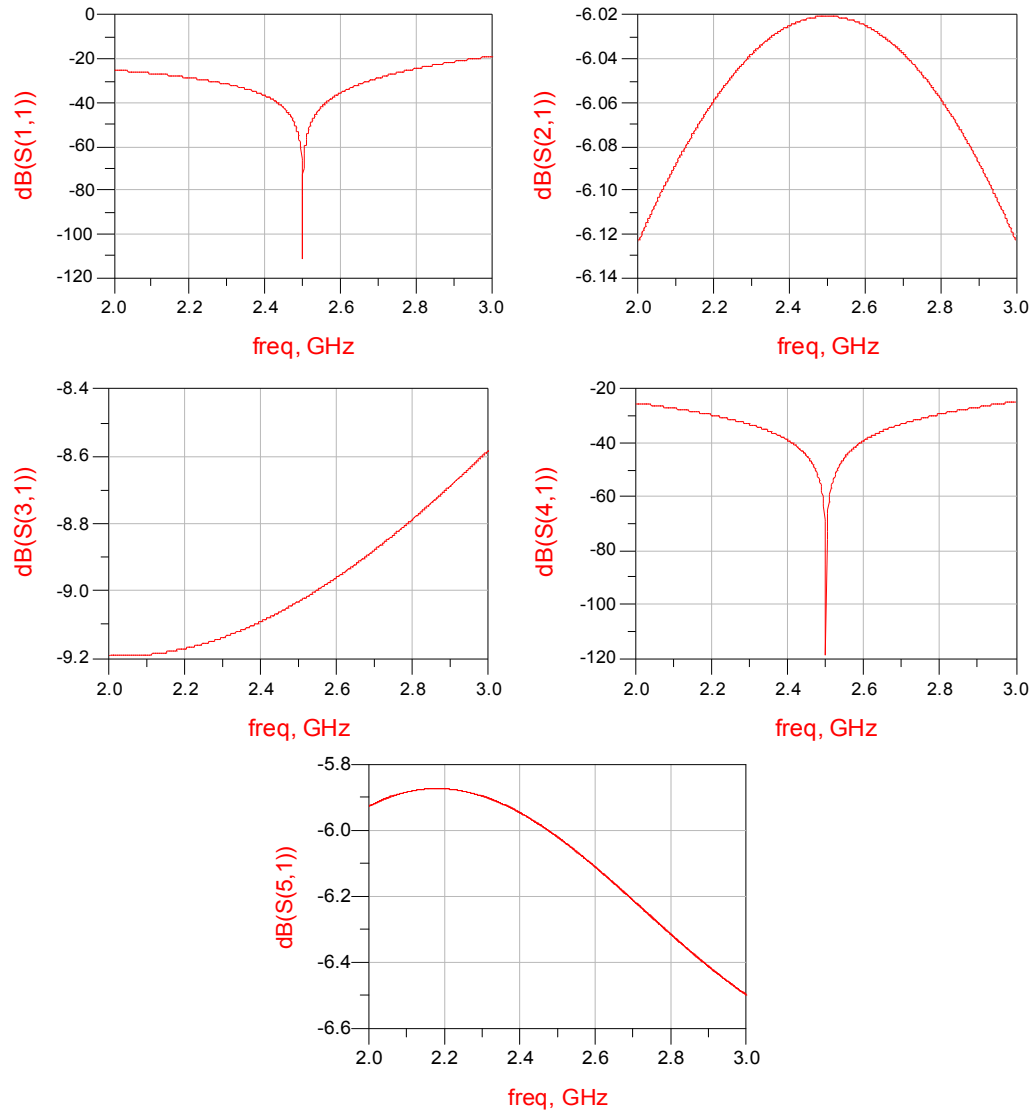 0
-20
-40
-60
-80
-100
-120
dB(S(1,1))
2.0 2.2 2.4 2.6 2.8 3.0
freq, GHz
-6.02
-6.04
-6.06
-6.08
-6.10
-6.12
-6.14
dB(S(2,1))
2.0 2.2 2.4 2.6 2.8 3.0
freq, GHz
-8.4
-8.6
-8.8
-9.0
-9.2
dB(S(3,1))
2.0 2.2 2.4 2.6 2.8 3.0
freq, GHz
-20
-40
-60
-80
-100
-120
dB(S(4,1))
2.0 2.2 2.4 2.6 2.8 3.0
freq, GHz
-5.8
-6.0
-6.2
-6.4
-6.6
dB(S(5,1))
2.0 2.2 2.4 2.6 2.8 3.0
freq, GHz